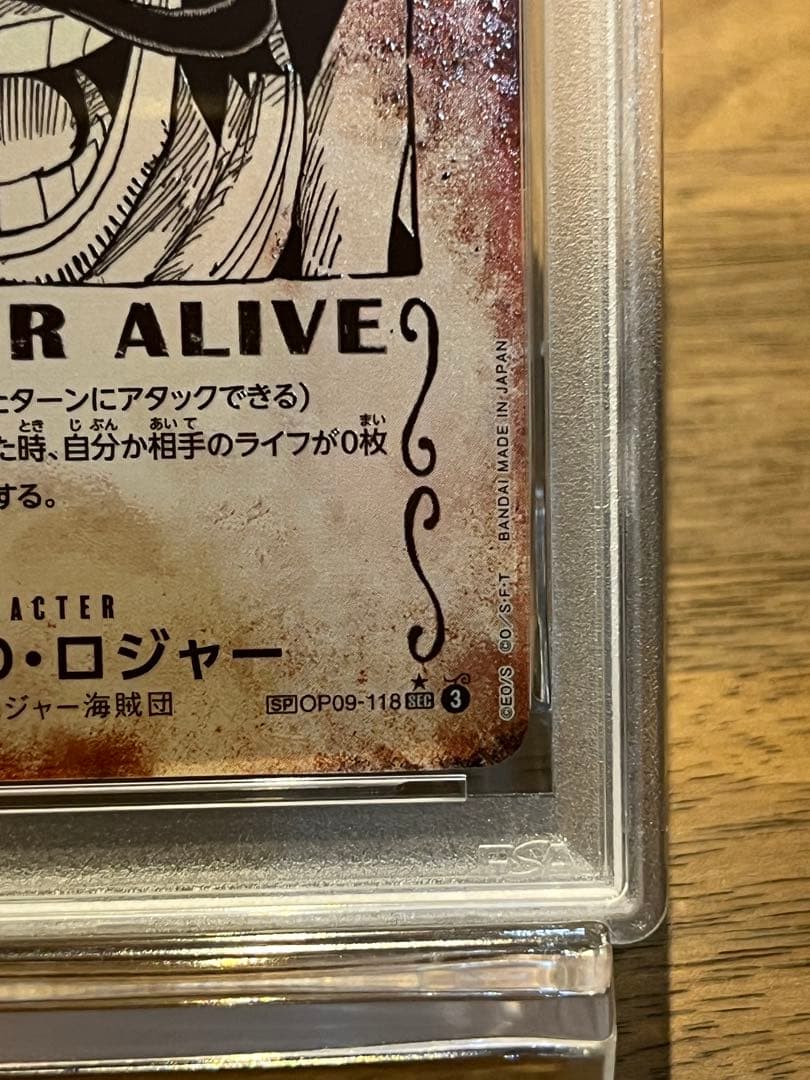 R ALIVE
たターンにアタックできる)
た時、自分か相手のライフが0枚
とき じぶん あいて まい
する。
ACTER
D・ロジャー
ジャー海賊団
SP OP09-118 SEC 3
©EO/S ©O/S・F・T BANDAI MADE IN JAPAN
PSA